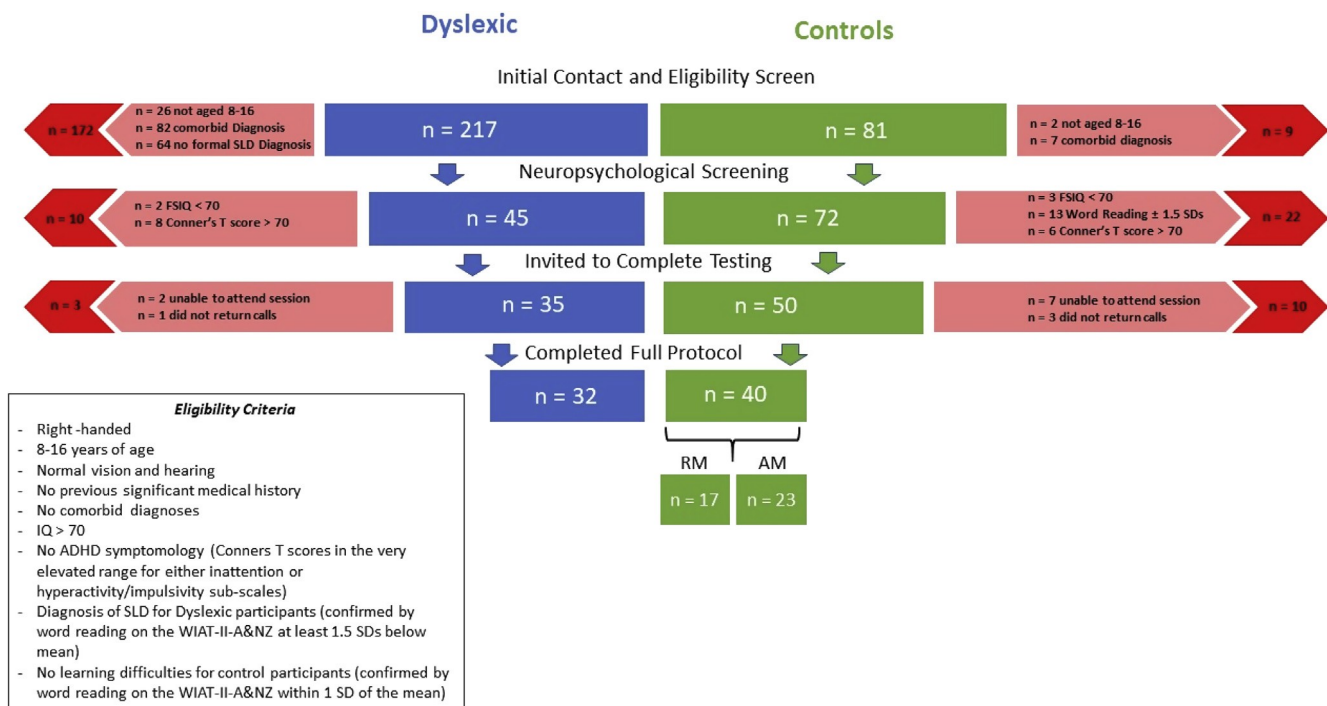 Dyslexic
Controls
Initial Contact and Eligibility Screen
n = 172
n = 26 not aged 8-16
n = 82 comorbid Diagnosis
n = 64 no formal SLD Diagnosis
n = 217
n = 81
n = 2 not aged 8-16
n = 7 comorbid diagnosis
n = 9
Neuropsychological Screening
n = 10
n = 2 FSIQ < 70
n = 8 Conner's T score > 70
n = 45
n = 72
n = 3 FSIQ < 70
n = 13 Word Reading ± 1.5 SDs
n = 6 Conner's T score > 70
n = 22
Invited to Complete Testing
n = 3
n = 2 unable to attend session
n = 1 did not return calls
n = 35
n = 50
n = 7 unable to attend session
n = 3 did not return calls
n = 10
Completed Full Protocol
n = 32
n = 40
RM
AM
n = 17
n = 23
Eligibility Criteria
- Right -handed
- 8-16 years of age
- Normal vision and hearing
- No previous significant medical history
- No comorbid diagnoses
- IQ > 70
- No ADHD symptomology (Conners T scores in the very
elevated range for either inattention or
hyperactivity/impulsivity sub-scales)
- Diagnosis of SLD for Dyslexic participants (confirmed by
word reading on the WIAT-II-A&NZ at least 1.5 SDs below
mean)
- No learning difficulties for control participants (confirmed by
word reading on the WIAT-II-A&NZ within 1 SD of the mean)